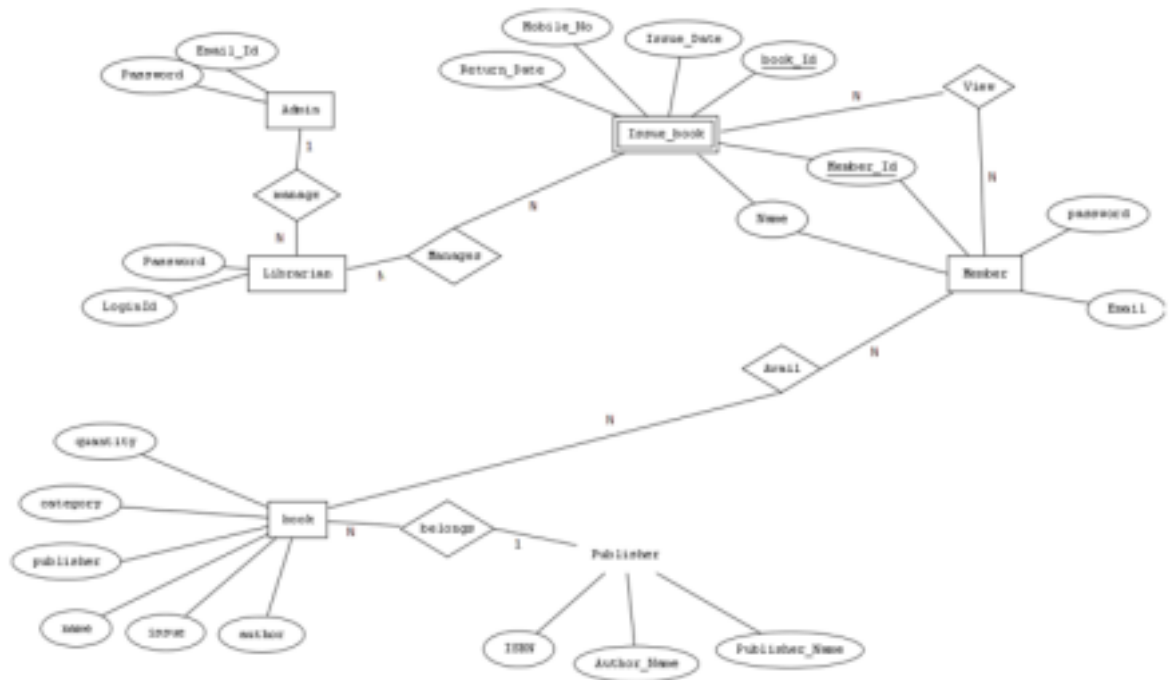 Mobile_No
Issue_Date
Email_Id
book_Id
Password
Return_Date
View
N
Admin
Issue_book
1
Member_Id
manage
N
N
Name
password
N
Password
Manages
Librarian
Member
LoginId
Email
N
Avail
N
quantity
category
book
belongs
N
1
Publisher
publisher
name
issue
author
ISBN
Author_Name
Publisher_Name